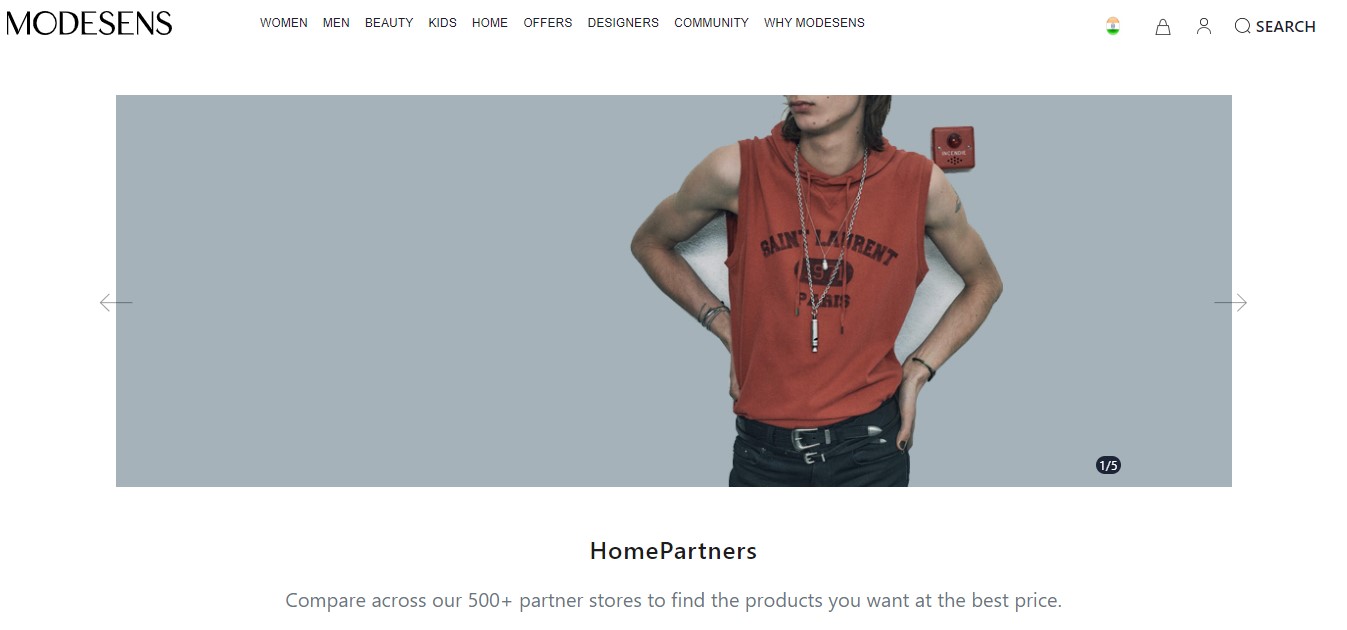 MODESENS
WOMEN MEN BEAUTY KIDS HOME OFFERS DESIGNERS COMMUNITY WHY MODESENS
SEARCH
INCENDIE
SAINT LAURENT
PARIS
1/5
HomePartners
Compare across our 500+ partner stores to find the products you want at the best price.